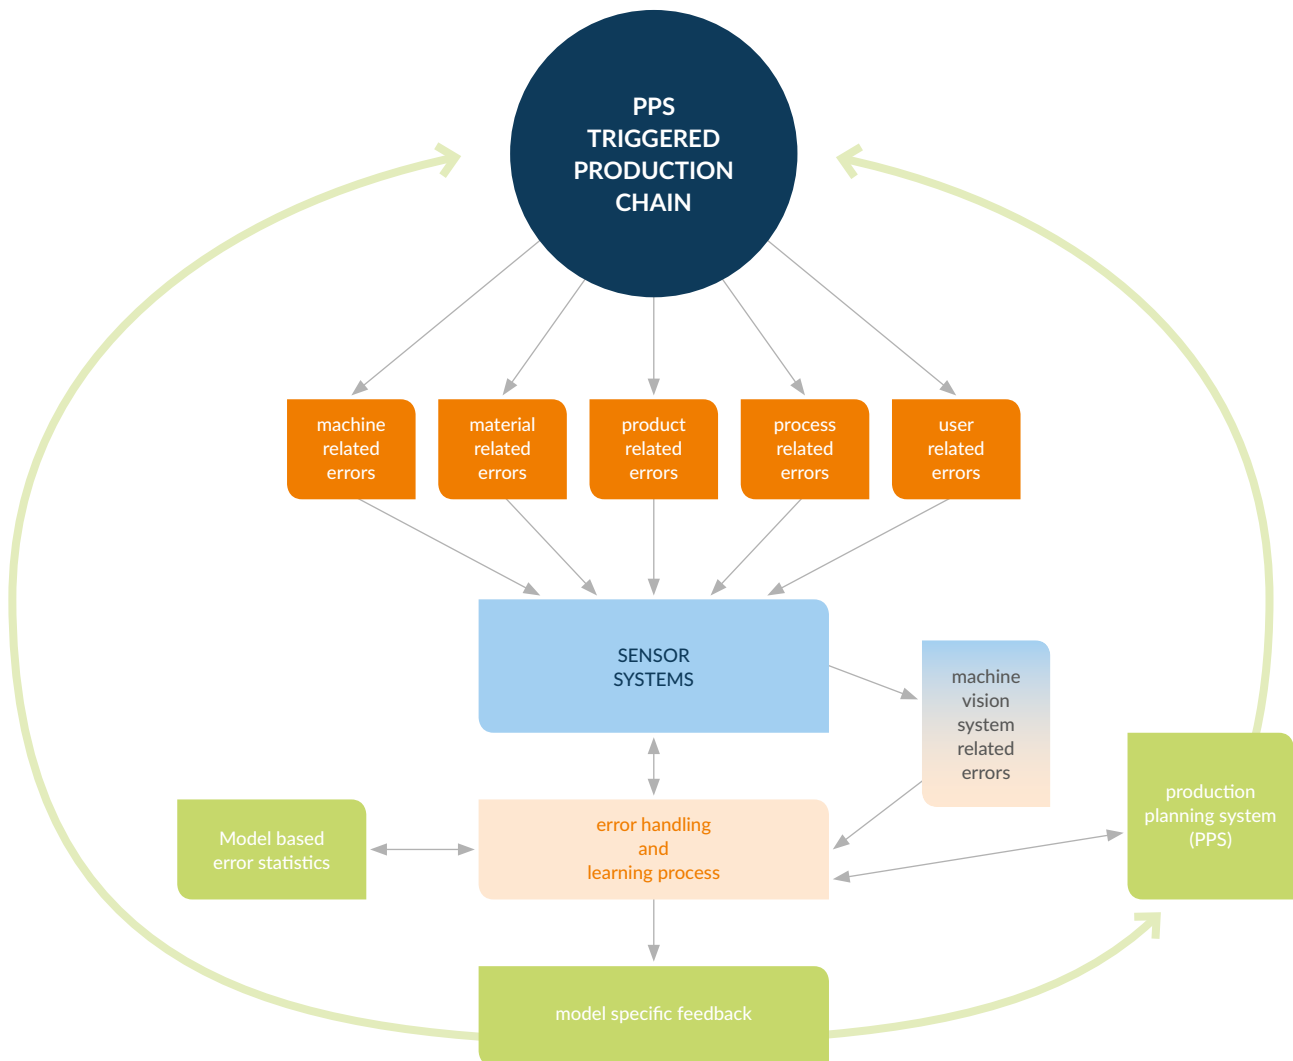 PPS
TRIGGERED
PRODUCTION
CHAIN
machine
related
errors
material
related
errors
product
related
errors
process
related
errors
user
related
errors
SENSOR
SYSTEMS
machine
vision
system
related
errors
production
planning system
(PPS)
Model based
error statistics
error handling
and
learning process
model specific feedback